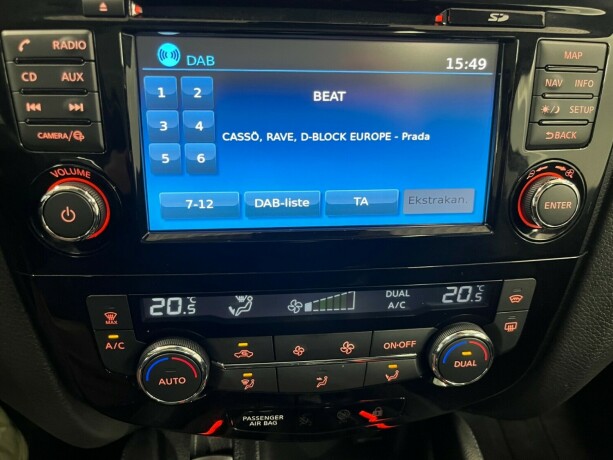 SD
RADIO
CD AUX
CAMERA/
VOLUME
DAB 15:49
1 2
3 4
5 6
BEAT
CASSÖ, RAVE, D-BLOCK EUROPE - Prada
7-12 DAB-liste TA Ekstrakan.
MAP
NAV INFO
SETUP
BACK
ENTER
20.5°C DUAL A/C 20.5°C
MAX
A/C
AUTO
ON·OFF
DUAL
PASSENGER
AIR BAG